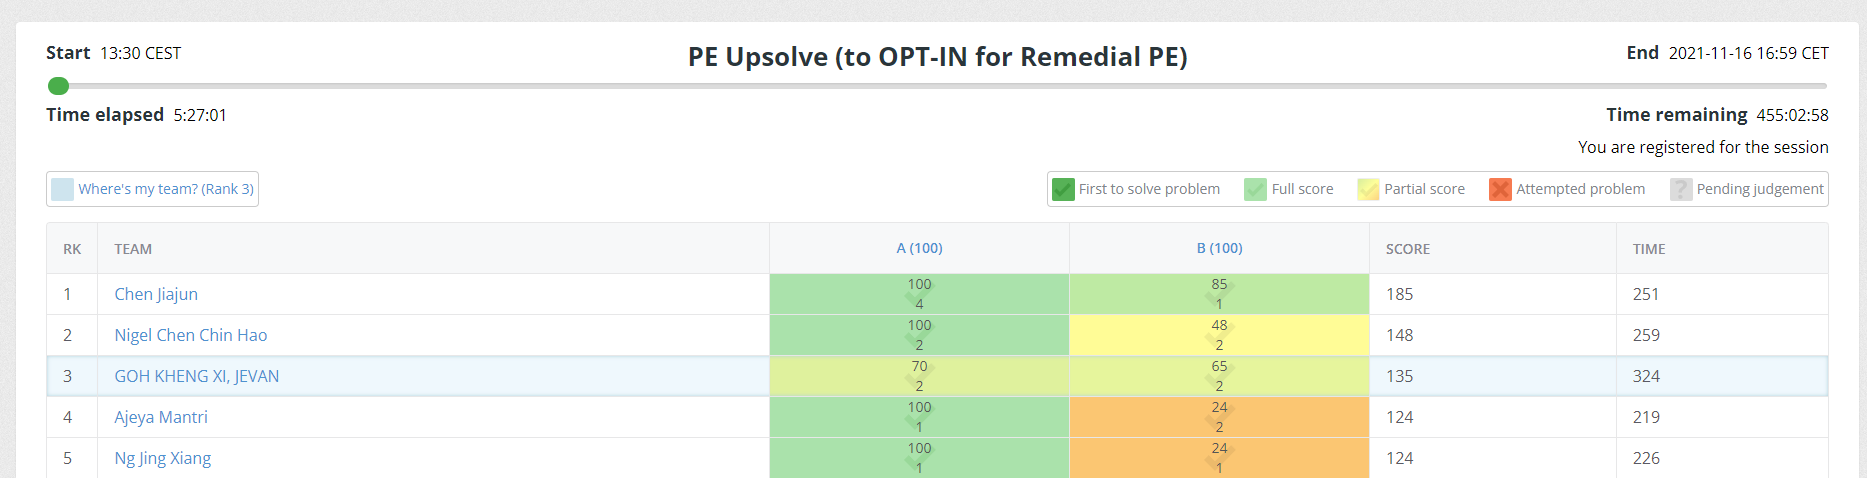 Start 13:30 CEST
PE Upsolve (to OPT-IN for Remedial PE)
End 2021-11-16 16:59 CET
Time elapsed 5:27:01
Time remaining 455:02:58
You are registered for the session
Where's my team? (Rank 3)
First to solve problem Full score Partial score Attempted problem ? Pending judgement
RK TEAM A (100) B (100) SCORE TIME
1 Chen Jiajun 100 4 85 1 185 251
2 Nigel Chen Chin Hao 100 2 48 2 148 259
3 GOH KHENG XI, JEVAN 70 2 65 2 135 324
4 Ajeya Mantri 100 1 24 2 124 219
5 Ng Jing Xiang 100 1 24 1 124 226